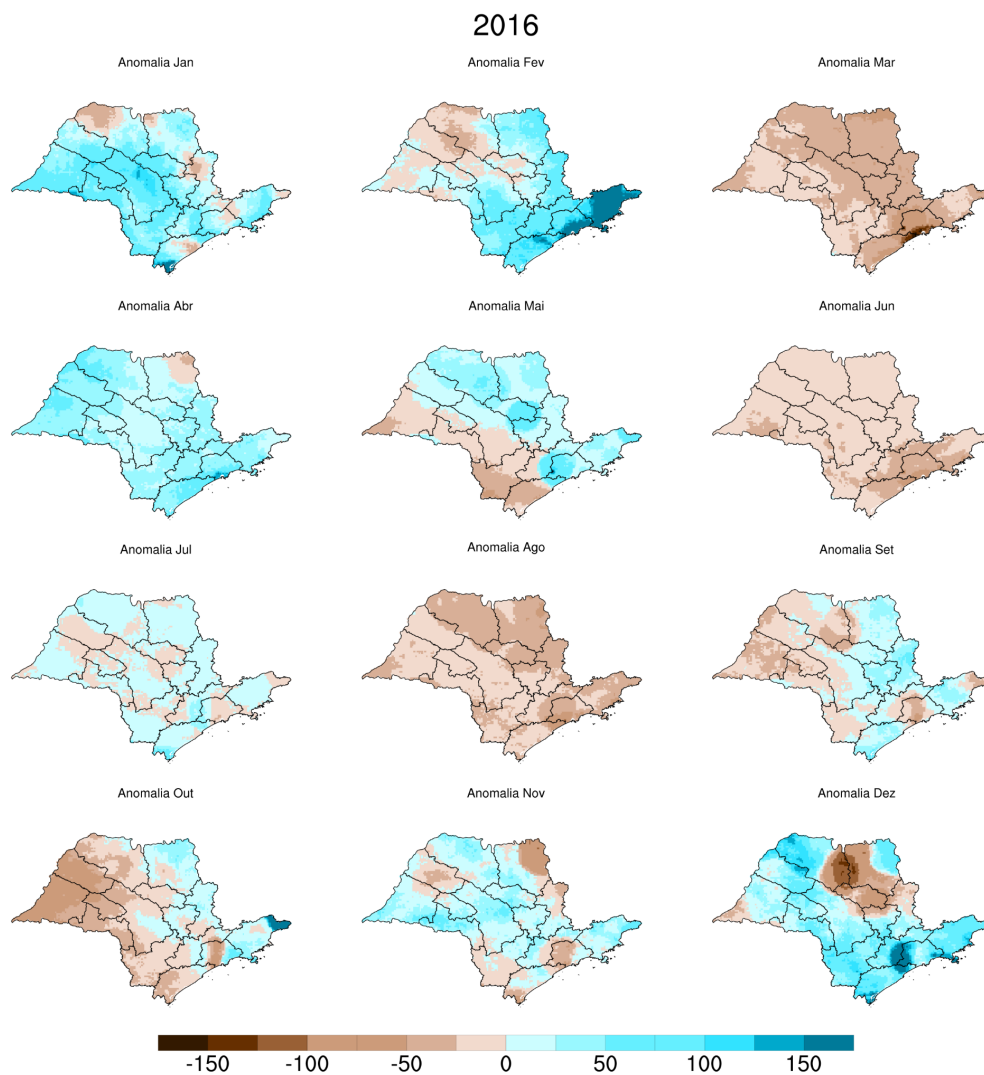 2016
Anomalia Jan
Anomalia Fev
Anomalia Mar
Anomalia Abr
Anomalia Mai
Anomalia Jun
Anomalia Jul
Anomalia Ago
Anomalia Set
Anomalia Out
Anomalia Nov
Anomalia Dez
-150 -100 -50 0 50 100 150